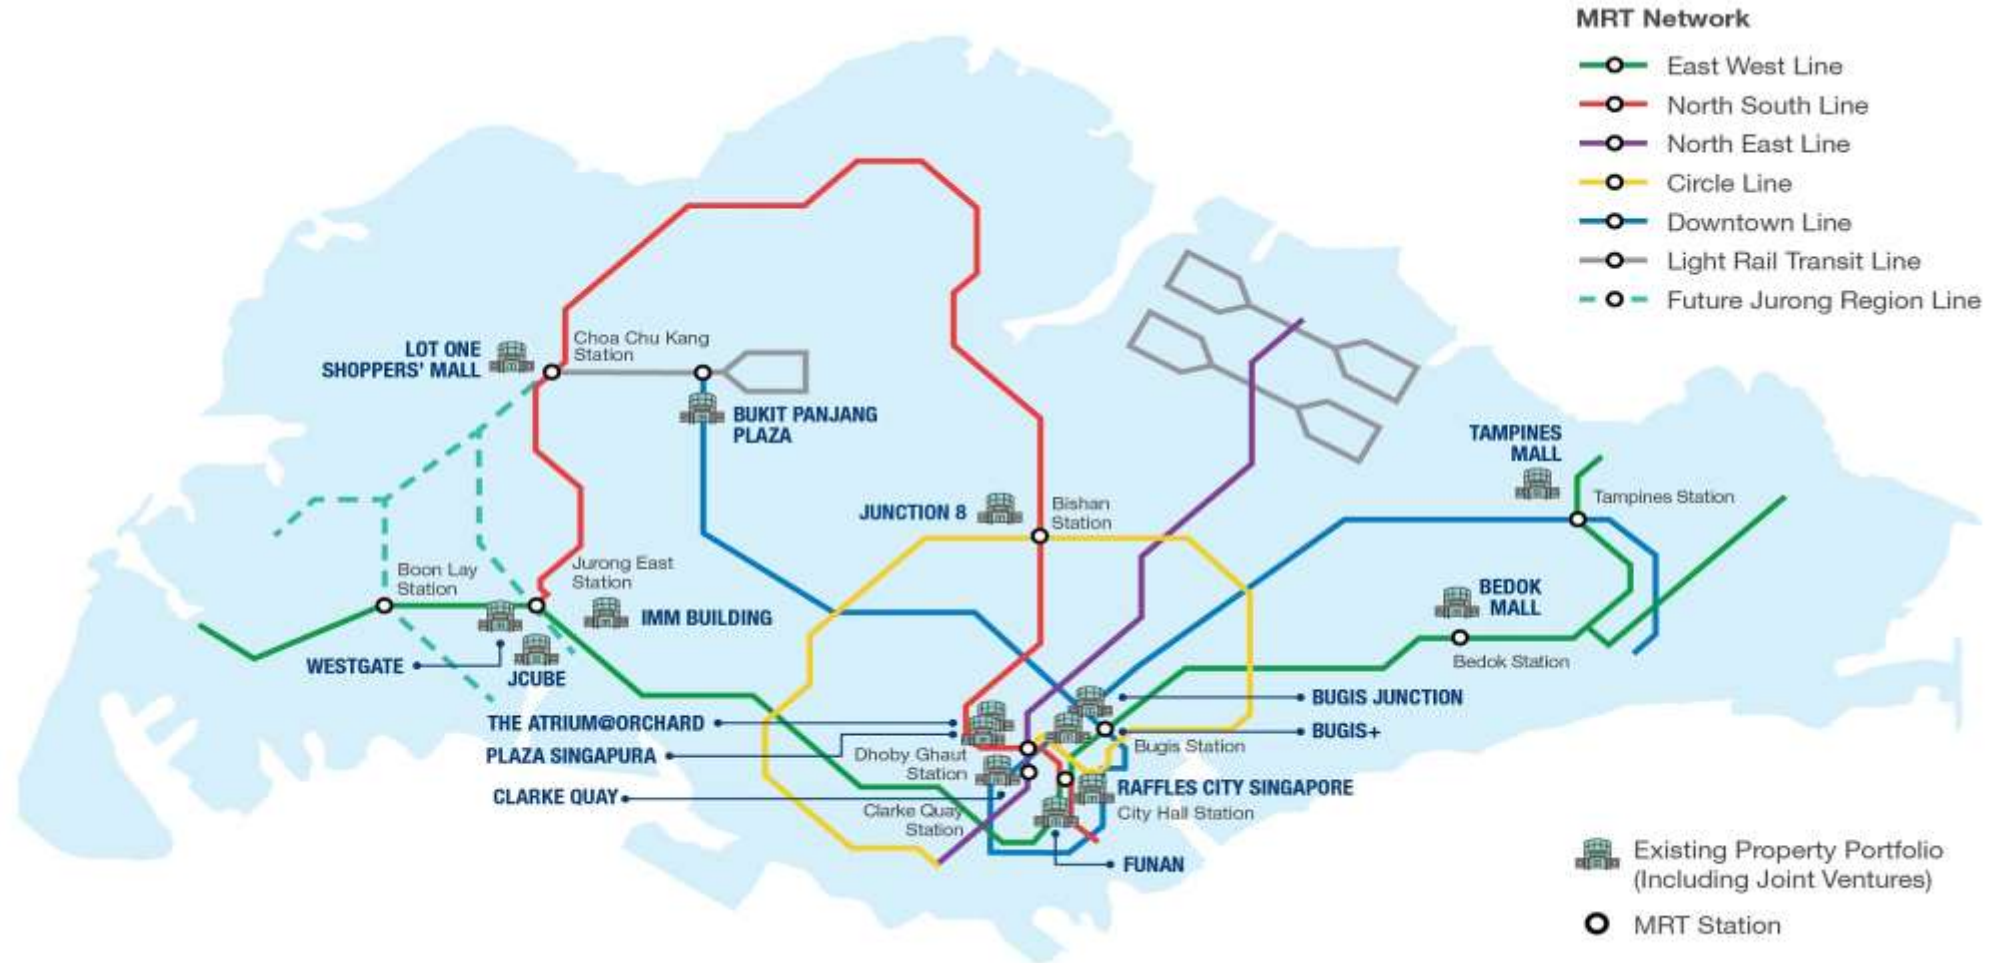 MRT Network
East West Line
North South Line
North East Line
Circle Line
Downtown Line
Light Rail Transit Line
Future Jurong Region Line
LOT ONE
SHOPPERS' MALL
Choa Chu Kang
Station
BUKIT PANJANG
PLAZA
TAMPINES
MALL
Tampines Station
JUNCTION 8
Bishan
Station
Boon Lay
Station
Jurong East
Station
IMM BUILDING
BEDOK
MALL
Bedok Station
WESTGATE
JCUBE
THE ATRIUM@ORCHARD
PLAZA SINGAPURA
CLARKE QUAY
Dhoby Ghaut
Station
Clarke Quay
Station
BUGIS JUNCTION
BUGIS+
Bugis Station
RAFFLES CITY SINGAPORE
City Hall Station
FUNAN
Existing Property Portfolio
(Including Joint Ventures)
MRT Station